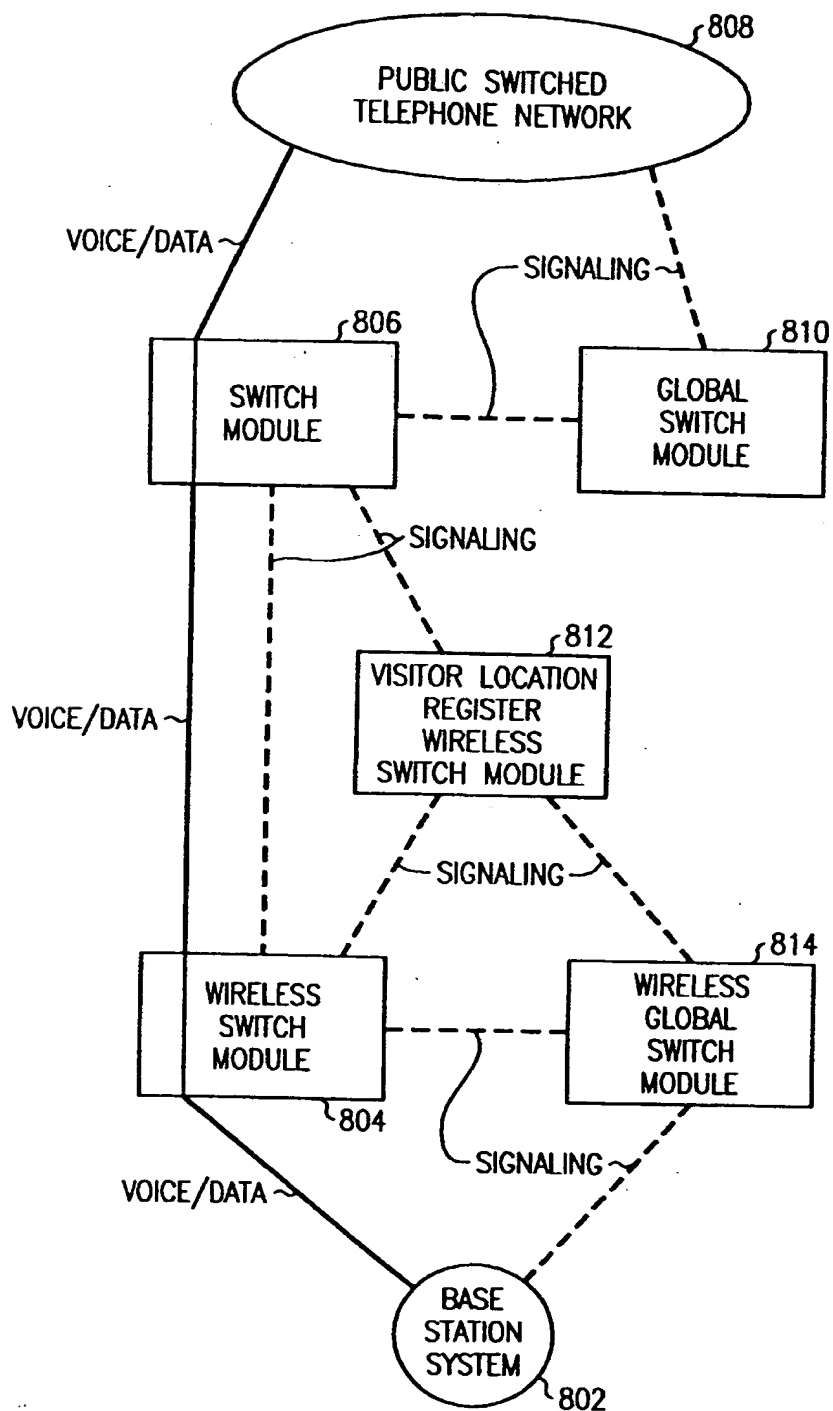 808
PUBLIC SWITCHED
TELEPHONE NETWORK
VOICE/DATA
SIGNALING
806
810
SWITCH
MODULE
GLOBAL
SWITCH
MODULE
SIGNALING
812
VISITOR LOCATION
REGISTER
WIRELESS
SWITCH MODULE
VOICE/DATA
SIGNALING
814
WIRELESS
SWITCH
MODULE
WIRELESS
GLOBAL
SWITCH
MODULE
804
SIGNALING
VOICE/DATA
BASE
STATION
SYSTEM
802